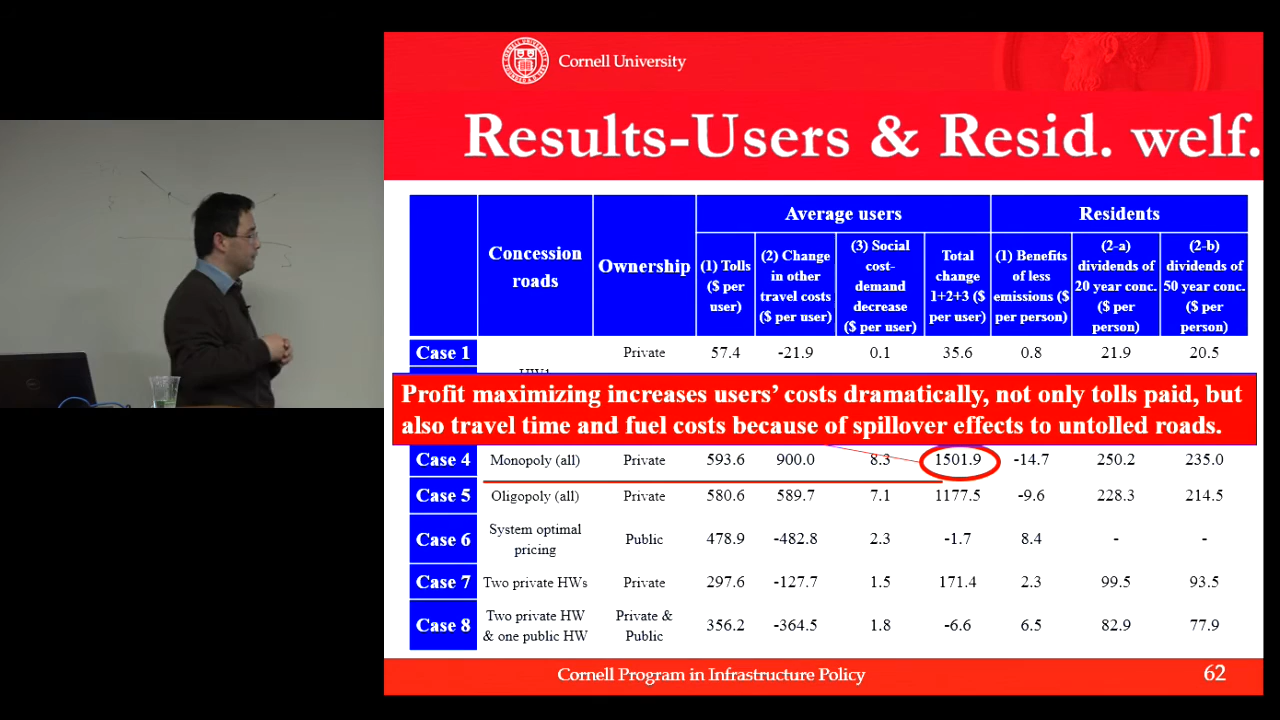 Cornell University
Results-Users & Resid. welf.
Average users
Residents
Concession
roads
Ownership
(1) Tolls
($ per
user)
(2) Change
in other
travel costs
($ per user)
(3) Social
cost-
demand
decrease
($ per user)
Total
change
1+2+3 ($
per user)
(1) Benefits
of less
emissions ($
per person)
(2-a)
dividends of
20 year conc.
($ per
person)
(2-b)
dividends of
50 year conc.
($ per
person)
Case 1 Private 57.4 -21.9 0.1 35.6 0.8 21.9 20.5
Profit maximizing increases users' costs dramatically, not only tolls paid, but
also travel time and fuel costs because of spillover effects to untolled roads.
Case 4 Monopoly (all) Private 593.6 900.0 8.3 1501.9 -14.7 250.2 235.0
Case 5 Oligopoly (all) Private 580.6 589.7 7.1 1177.5 -9.6 228.3 214.5
System optimal
pricing
Case 6 Public 478.9 -482.8 2.3 -1.7 8.4 - -
Case 7 Two private HWs Private 297.6 -127.7 1.5 171.4 2.3 99.5 93.5
Two private HW
& one public HW
Private &
Public
Case 8 356.2 -364.5 1.8 -6.6 6.5 82.9 77.9
Cornell Program in Infrastructure Policy
62